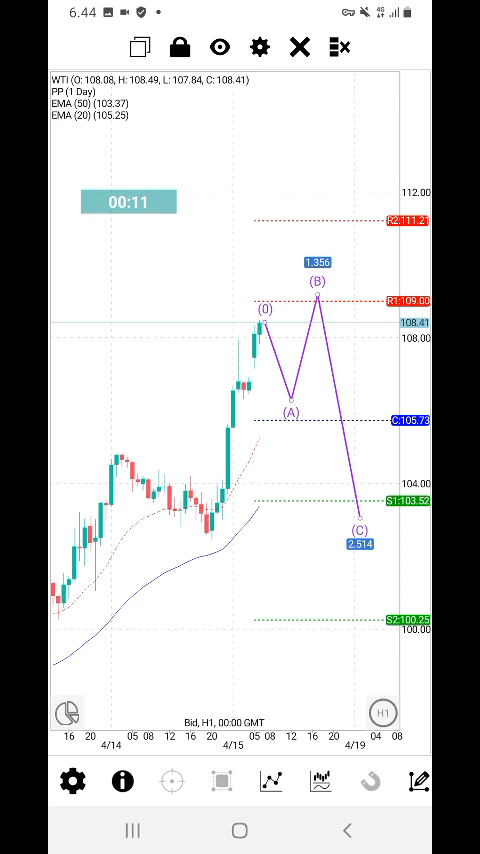 6.44
4G
WTI (O: 108.08, H: 108.49, L: 107.84, C: 108.41)
PP (1 Day)
EMA (50) (103.37)
EMA (20) (105.25)
112.00
00:11
R2:111.21
1.356
(B)
(0)
R1:109.00
108.41
108.00
(A)
C:105.73
104.00
S1:103.52
(C)
2.514
S2:100.25
100.00
H1
Bid, H1, 00:00 GMT
16 20 05 08 12 16 20 05 08 12 16 20 04 08
4/14 4/15 4/19